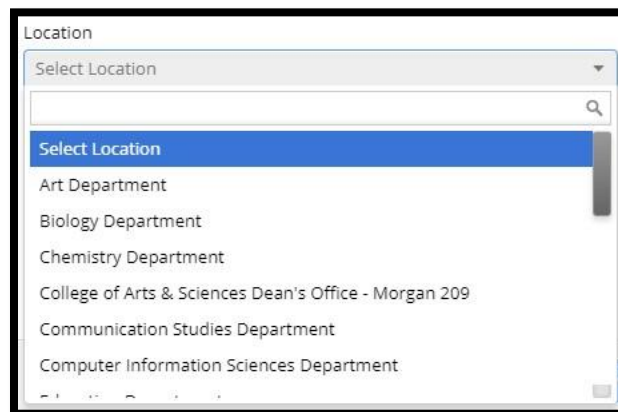 Location
Select Location
Select Location
Art Department
Biology Department
Chemistry Department
College of Arts & Sciences Dean's Office - Morgan 209
Communication Studies Department
Computer Information Sciences Department